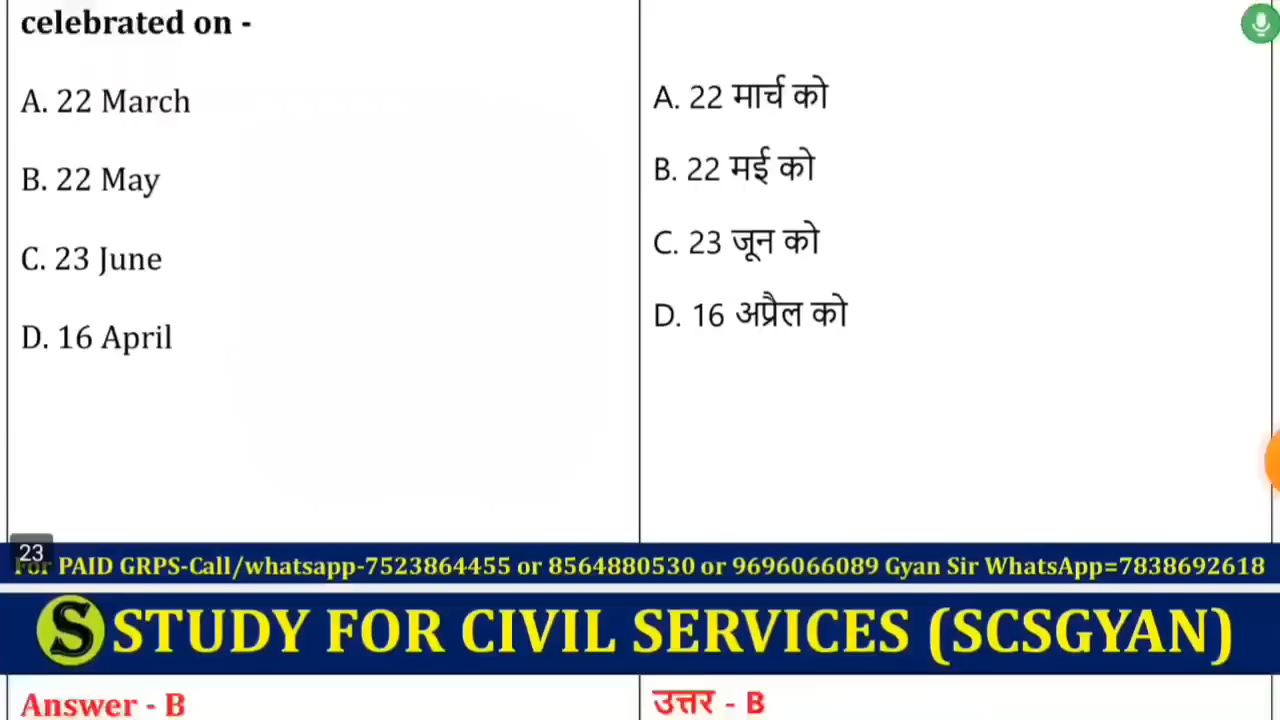 celebrated on -
A. 22 March
B. 22 May
C. 23 June
D. 16 April
A. 22 मार्च को
B. 22 मई को
C. 23 जून को
D. 16 अप्रैल को
23
For PAID GRPS-Call/whatsapp-7523864455 or 8564880530 or 9696066089 Gyan Sir WhatsApp=7838692618
S STUDY FOR CIVIL SERVICES (SCSGYAN)
Answer - B
उत्तर - B